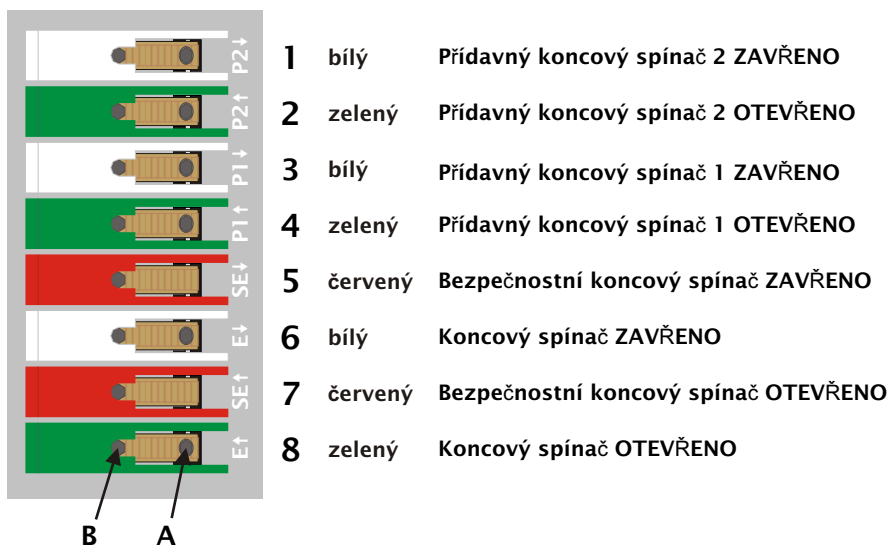 P2↓ 1 bílý Přídavný koncový spínač 2 ZAVŘENO
P2↑ 2 zelený Přídavný koncový spínač 2 OTEVŘENO
P1↓ 3 bílý Přídavný koncový spínač 1 ZAVŘENO
P1↑ 4 zelený Přídavný koncový spínač 1 OTEVŘENO
SE↓ 5 červený Bezpečnostní koncový spínač ZAVŘENO
E↓ 6 bílý Koncový spínač ZAVŘENO
SE↑ 7 červený Bezpečnostní koncový spínač OTEVŘENO
E↑ 8 zelený Koncový spínač OTEVŘENO
B A